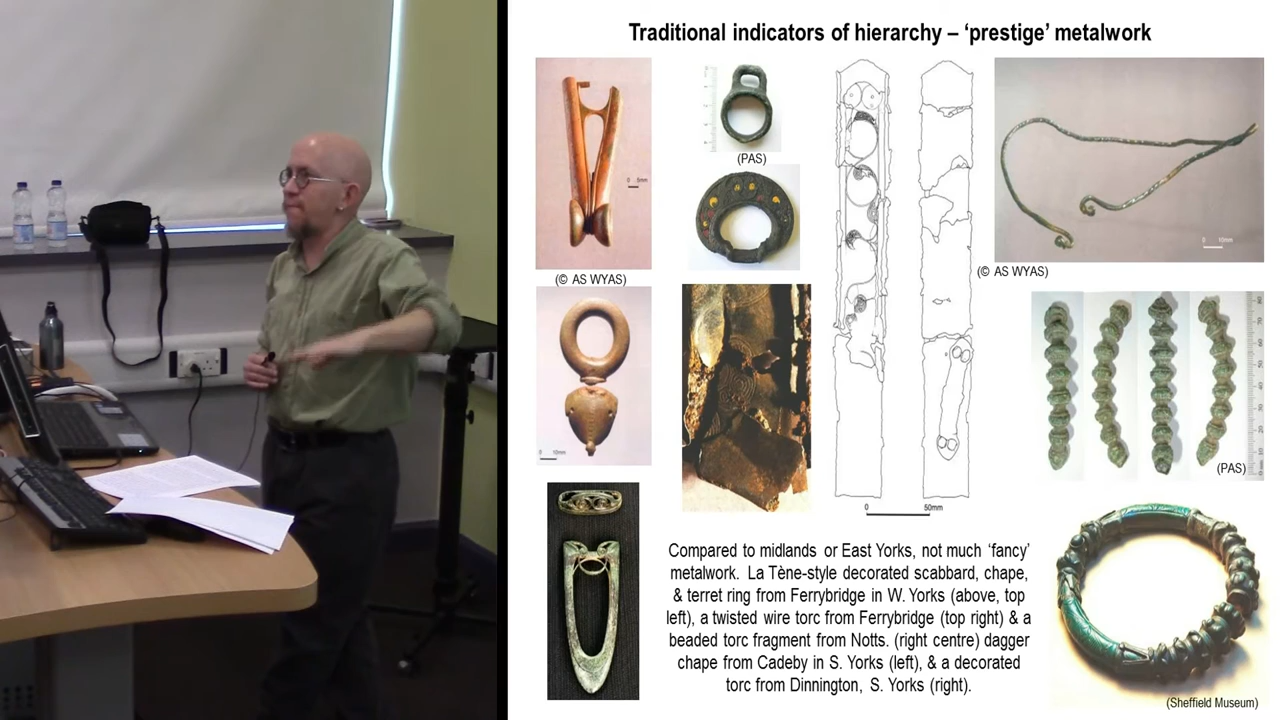 Traditional indicators of hierarchy – ‘prestige’ metalwork
(PAS)
(© AS WYAS)
(© AS WYAS)
(PAS)
0 50mm
Compared to midlands or East Yorks, not much ‘fancy’
metalwork. La Tène-style decorated scabbard, chape,
& terret ring from Ferrybridge in W. Yorks (above, top
left), a twisted wire torc from Ferrybridge (top right) & a
beaded torc fragment from Notts. (right centre) dagger
chape from Cadeby in S. Yorks (left), & a decorated
torc from Dinnington, S. Yorks (right).
(Sheffield Museum)